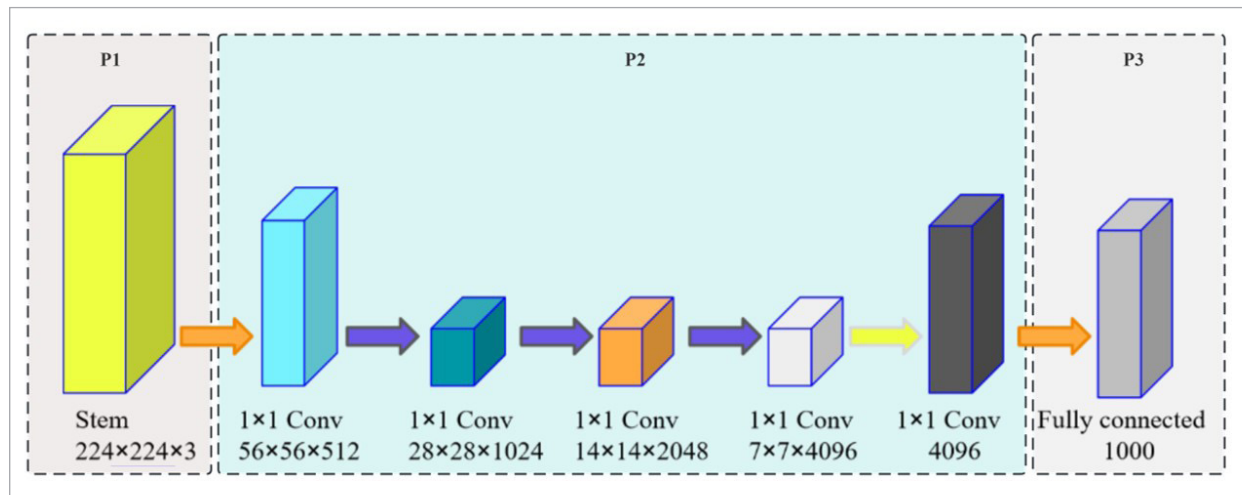 P1
P2
P3
Stem
224×224×3
1×1 Conv
56×56×512
1×1 Conv
28×28×1024
1×1 Conv
14×14×2048
1×1 Conv
7×7×4096
1×1 Conv
4096
Fully connected
1000